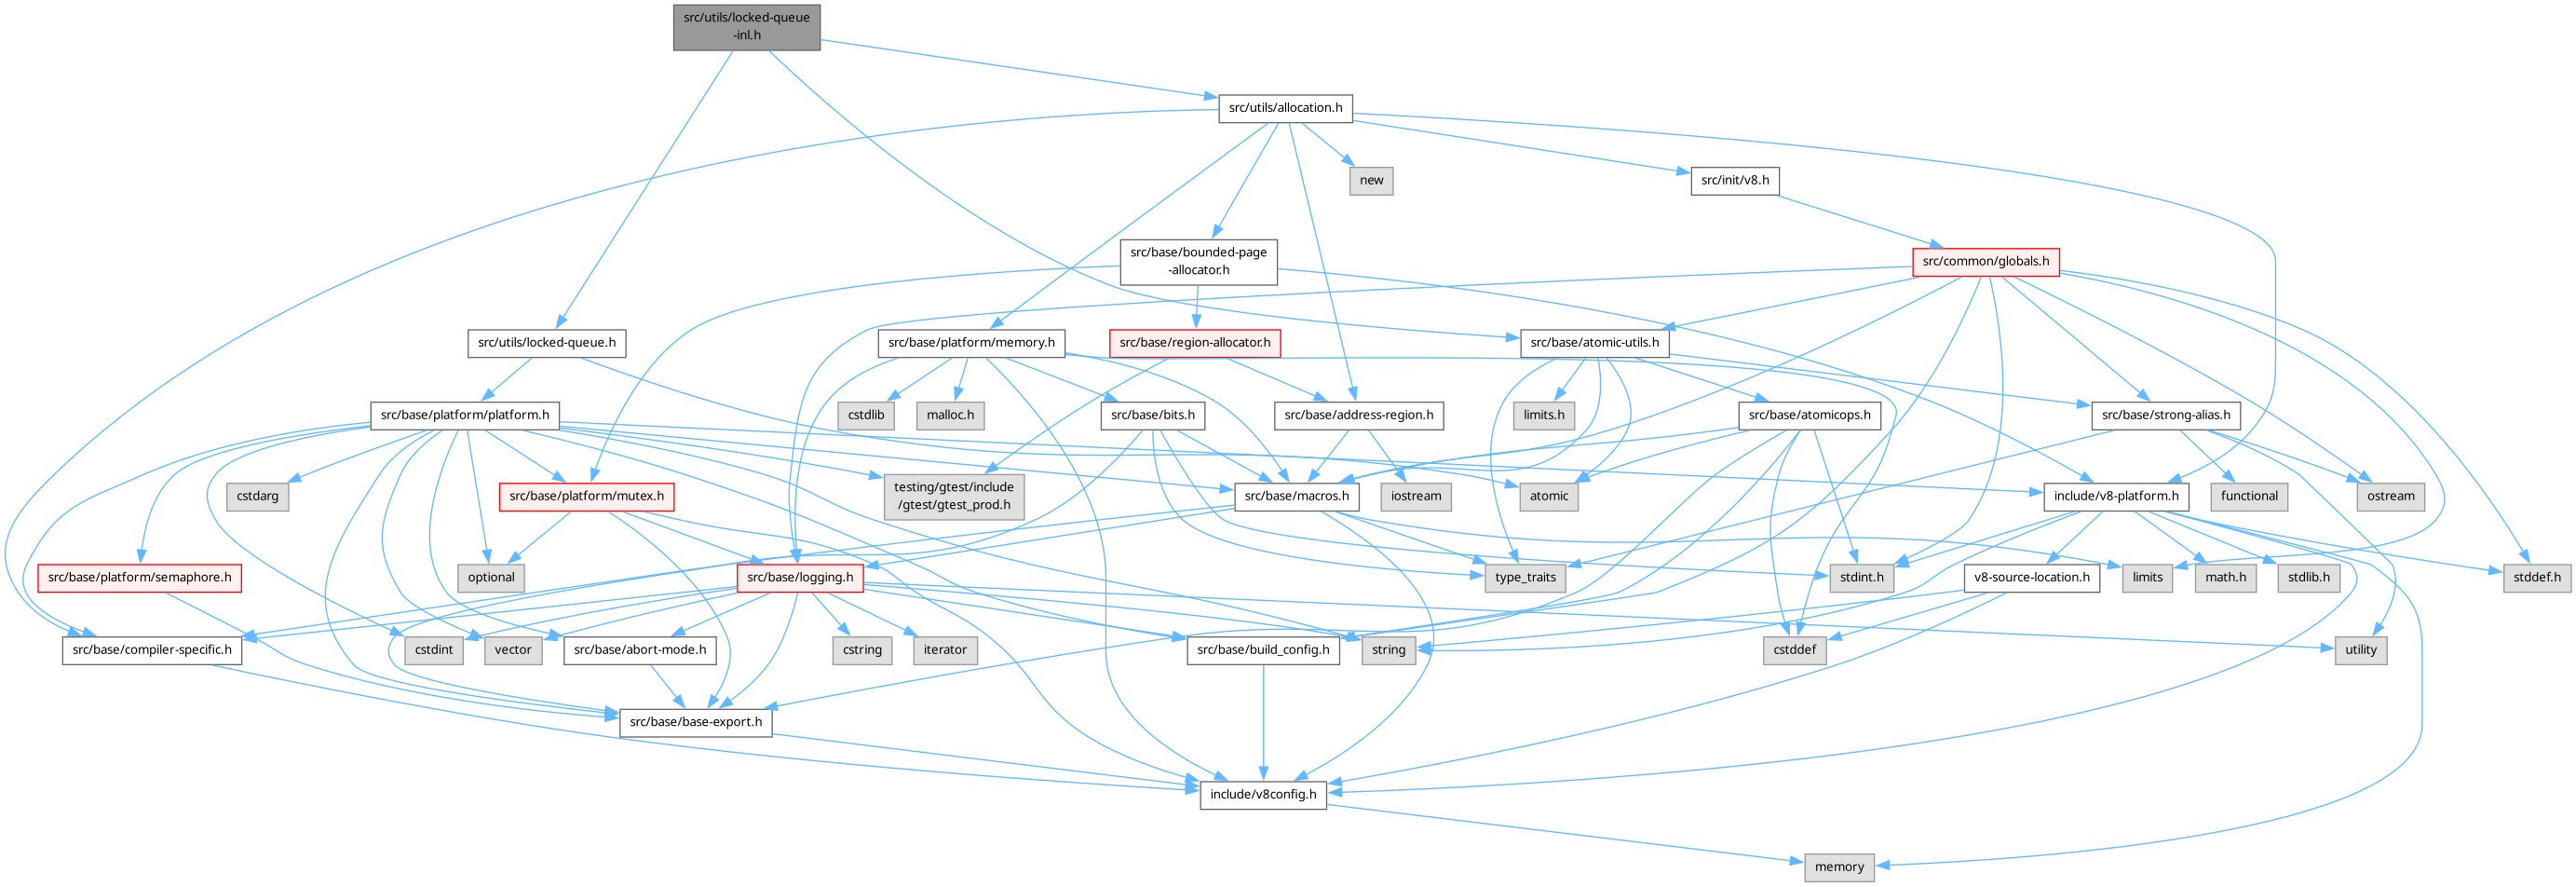 src/utils/locked-queue
-inl.h
src/utils/allocation.h
new
src/init/v8.h
src/base/bounded-page
-allocator.h
src/common/globals.h
src/utils/locked-queue.h
src/base/platform/memory.h
src/base/region-allocator.h
src/base/atomic-utils.h
src/base/platform/platform.h
cstdlib
malloc.h
src/base/bits.h
src/base/address-region.h
limits.h
src/base/atomicops.h
src/base/strong-alias.h
cstdarg
src/base/platform/mutex.h
testing/gtest/include
/gtest/gtest_prod.h
src/base/macros.h
iostream
atomic
include/v8-platform.h
functional
ostream
src/base/platform/semaphore.h
optional
src/base/logging.h
type_traits
stdint.h
v8-source-location.h
limits
math.h
stdlib.h
stddef.h
src/base/compiler-specific.h
cstdint
vector
src/base/abort-mode.h
cstring
iterator
src/base/build_config.h
string
cstddef
utility
src/base/base-export.h
include/v8config.h
memory